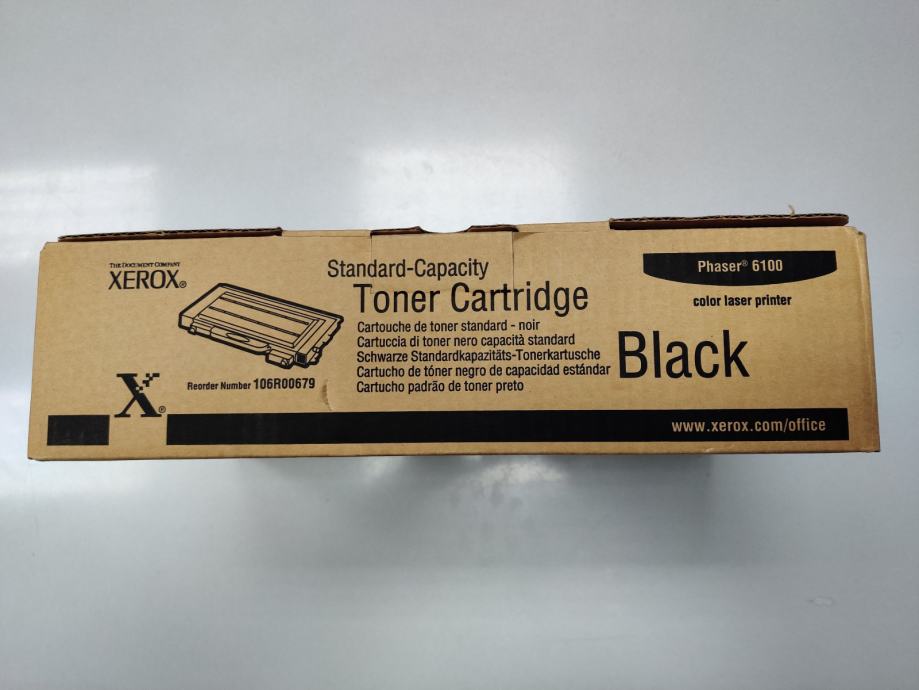 THE DOCUMENT COMPANY
XEROX®
Reorder Number 106R00679
X®
Standard-Capacity
Toner Cartridge
Cartouche de toner standard - noir
Cartuccia di toner nero capacità standard
Schwarze Standardkapazitäts-Tonerkartusche
Cartucho de tóner negro de capacidad estándar
Cartucho padrão de toner preto
Black
Phaser® 6100
color laser printer
www.xerox.com/office